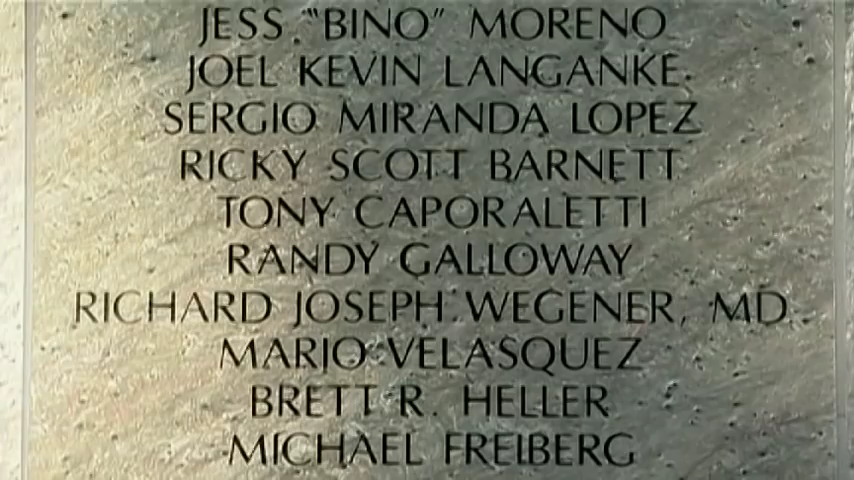 JESS "BINO" MORENO
JOEL KEVIN LANGANKE
SERGIO MIRANDA LOPEZ
RICKY SCOTT BARNETT
TONY CAPORALETTI
RANDY GALLOWAY
RICHARD JOSEPH WEGENER, MD
MARIO VELASQUEZ
BRETT R. HELLER
MICHAEL FREIBERG